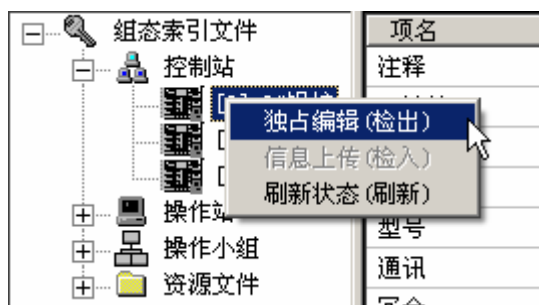 组态索引文件
控制站
独占编辑(检出)
信息上传(检入)
刷新状态(刷新)
操作站
操作小组
资源文件
项名
注释
型号
通讯